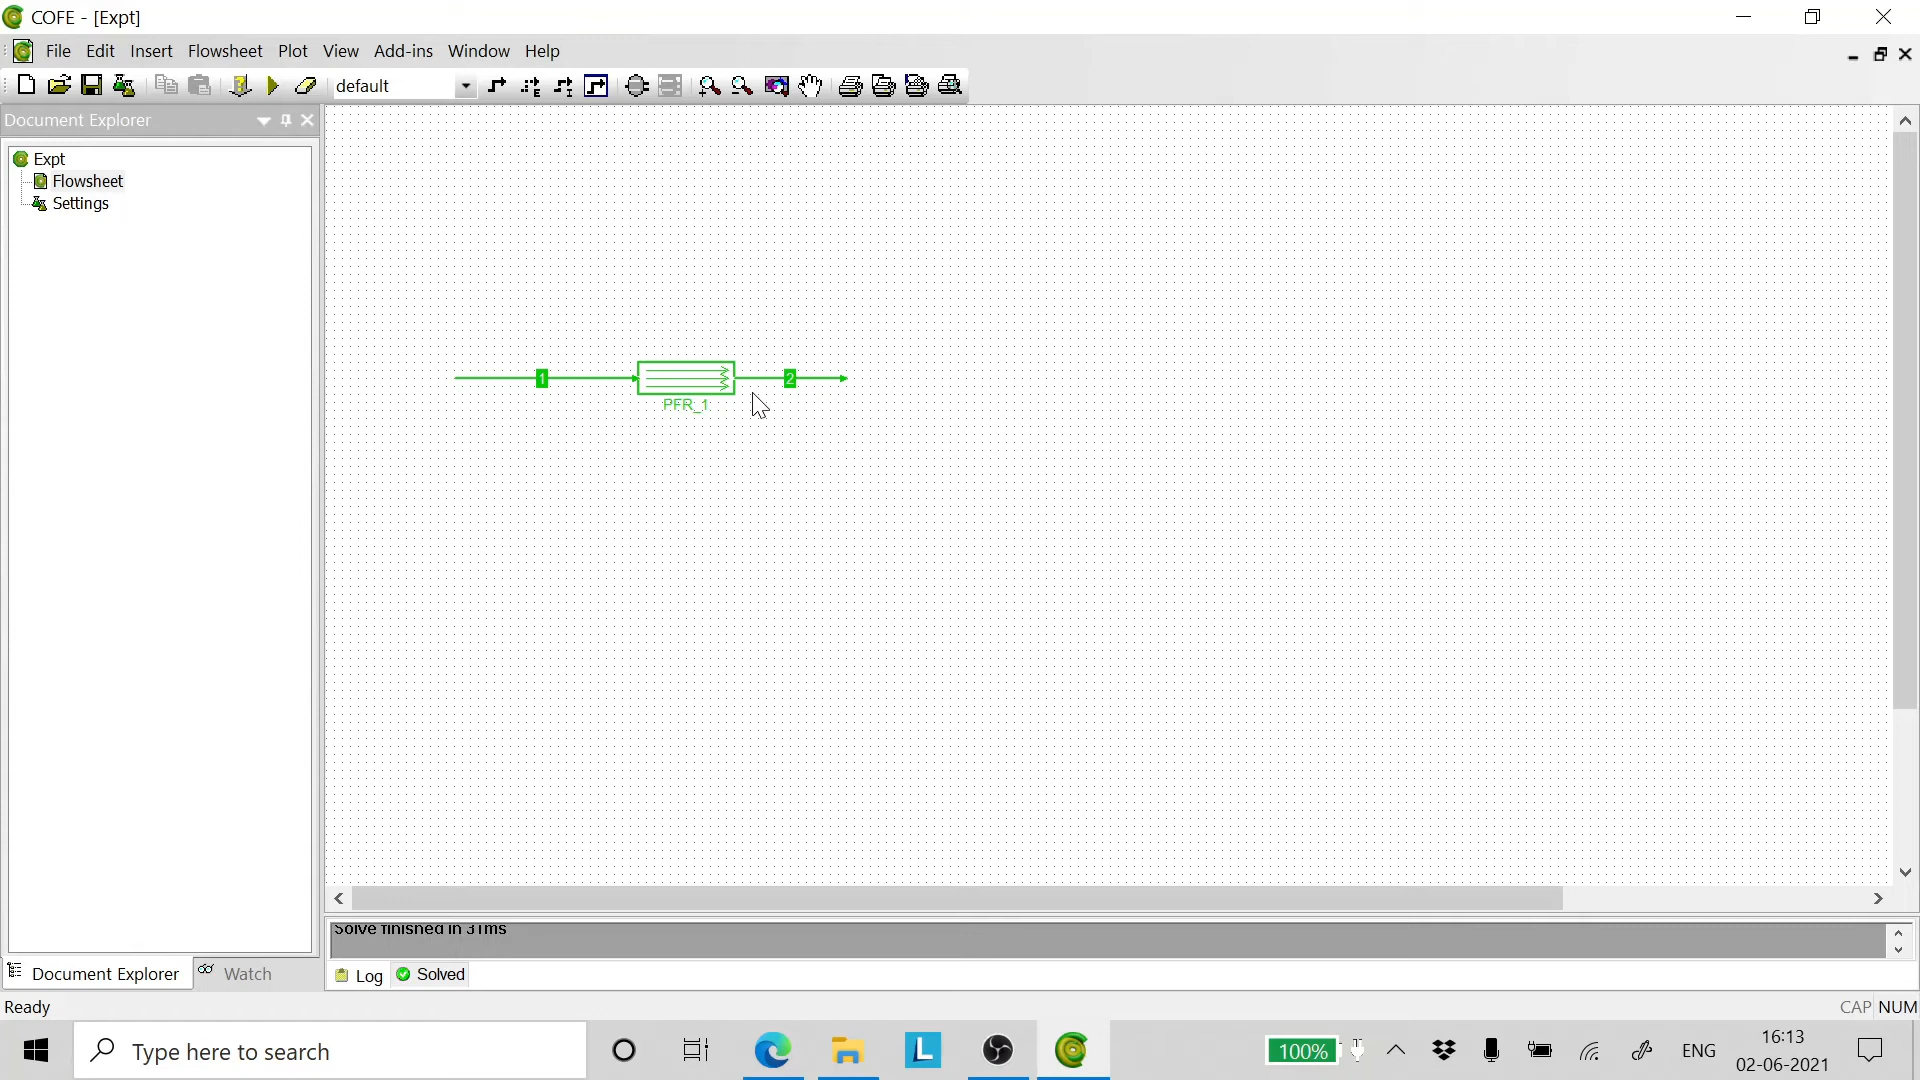 COFE - [Expt]
File Edit Insert Flowsheet Plot View Add-ins Window Help
default
Document Explorer
Expt
Flowsheet
Settings
1
2
PFR_1
Solve finished in 31ms
Document Explorer Watch
Log Solved
Ready
CAP NUM
Type here to search
L
100%
ENG
16:13
02-06-2021